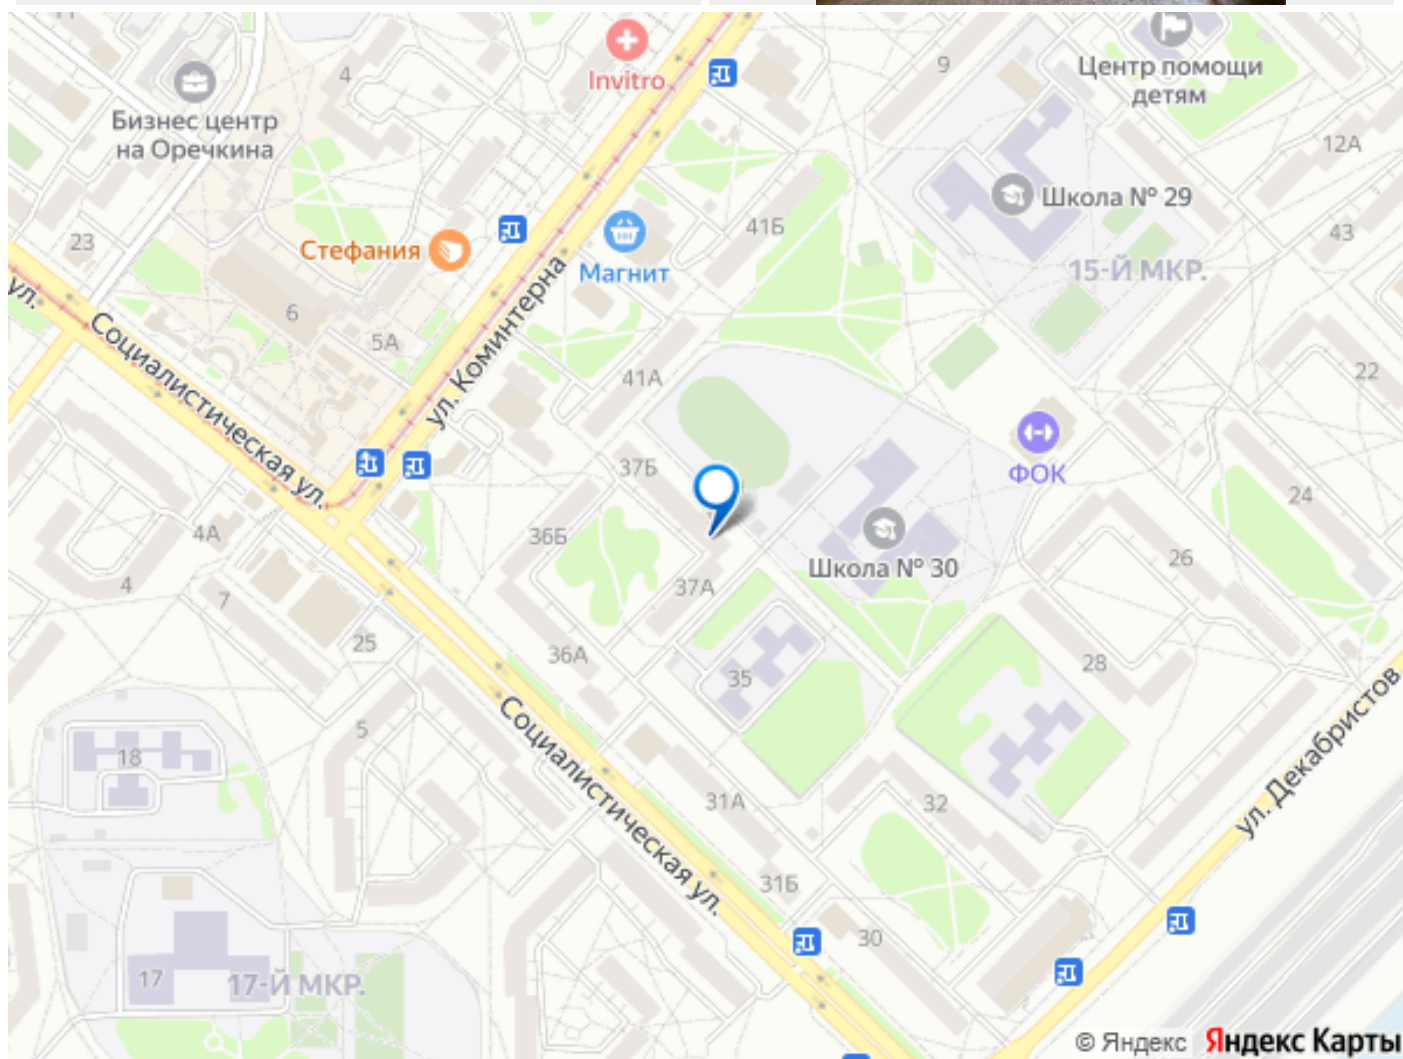 4
Invitro
9
Центр помощи
детям
Бизнес центр
на Оречкина
12А
Школа № 29
23
41Б
43
Стефания
Магнит
15-Й МКР.
ул.
6
5А
Социалистическая ул.
ул. Коминтерна
41А
22
37Б
ФОК
24
4А
36Б
Школа № 30
26
4
7
37А
25
36А
35
28
5
Социалистическая ул.
ул. Декабристов
18
31А
32
31Б
30
17
17-Й МКР.
© Яндекс Яндекс Карты